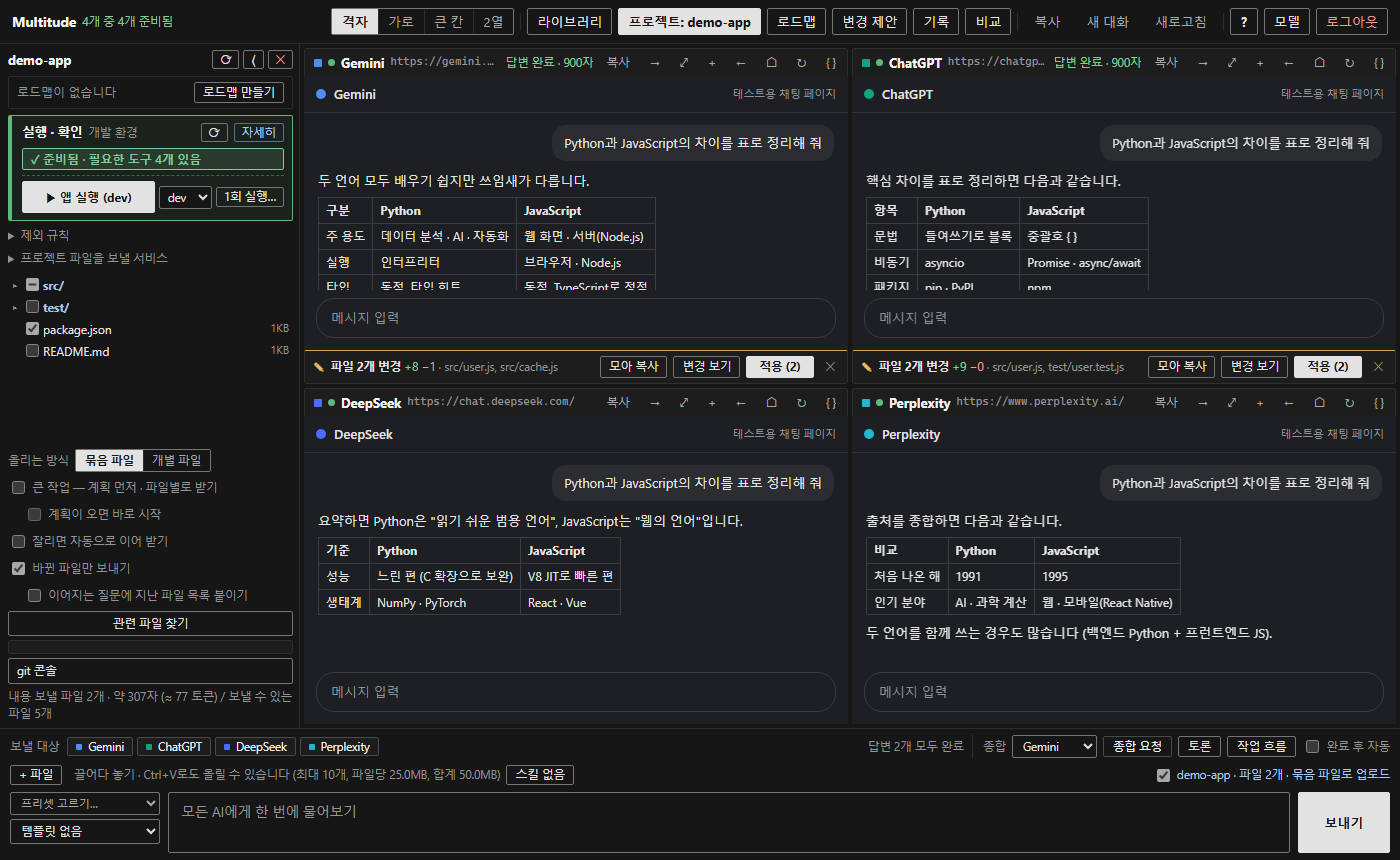 Multitude 4개 중 4개 준비됨 격자 가로 큰 칸 2열 라이브러리 프로젝트: demo-app 로드맵 변경 제안 기록 비교 복사 새 대화 새로고침 ? 모델 로그아웃
demo-app
로드맵이 없습니다 로드맵 만들기
실행 · 확인 개발 환경 자세히
✓ 준비됨 · 필요한 도구 4개 있음
▶ 앱 실행 (dev) dev 1회 실행...
▸ 제외 규칙
▸ 프로젝트 파일을 보낼 서비스
src/
test/
package.json 1KB
README.md 1KB
올리는 방식 묶음 파일 개별 파일
큰 작업 — 계획 먼저 · 파일별로 받기
계획이 오면 바로 시작
잘리면 자동으로 이어 받기
바뀐 파일만 보내기
이어지는 질문에 지난 파일 목록 붙이기
관련 파일 찾기
git 콘솔
내용 보낼 파일 2개 · 약 307자 (≈ 77 토큰) / 보낼 수 있는
파일 5개
Gemini https://gemini.… 답변 완료 · 900자 복사 → ⤢ + ← ↻ { }
Gemini 테스트용 채팅 페이지
Python과 JavaScript의 차이를 표로 정리해 줘
두 언어 모두 배우기 쉽지만 쓰임새가 다릅니다.
구분 Python JavaScript
주 용도 데이터 분석 · AI · 자동화 웹 화면 · 서버(Node.js)
실행 인터프리터 브라우저 · Node.js
타입 동적, 타입 힌트 동적, TypeScript로 정적
메시지 입력
파일 2개 변경 +8 −1 · src/user.js, src/cache.js 모아 복사 변경 보기 적용 (2) ×
ChatGPT https://chatgp… 답변 완료 · 900자 복사 → ⤢ + ← ↻ { }
ChatGPT 테스트용 채팅 페이지
Python과 JavaScript의 차이를 표로 정리해 줘
핵심 차이를 표로 정리하면 다음과 같습니다.
항목 Python JavaScript
문법 들여쓰기로 블록 중괄호 { }
비동기 asyncio Promise · async/await
패키지 pip · PyPI npm
메시지 입력
파일 2개 변경 +9 −0 · src/user.js, test/user.test.js 모아 복사 변경 보기 적용 (2) ×
DeepSeek https://chat.deepseek.com/ 복사 → ⤢ + ← ↻ { }
DeepSeek 테스트용 채팅 페이지
Python과 JavaScript의 차이를 표로 정리해 줘
요약하면 Python은 "읽기 쉬운 범용 언어", JavaScript는 "웹의 언어"입니다.
기준 Python JavaScript
성능 느린 편 (C 확장으로 보완) V8 JIT로 빠른 편
생태계 NumPy · PyTorch React · Vue
메시지 입력
Perplexity https://www.perplexity.ai/ 복사 → ⤢ + ← ↻ { }
Perplexity 테스트용 채팅 페이지
Python과 JavaScript의 차이를 표로 정리해 줘
출처를 종합하면 다음과 같습니다.
비교 Python JavaScript
처음 나온 해 1991 1995
인기 분야 AI · 과학 계산 웹 · 모바일(React Native)
두 언어를 함께 쓰는 경우도 많습니다 (백엔드 Python + 프런트엔드 JS).
메시지 입력
보낼 대상 Gemini ChatGPT DeepSeek Perplexity 답변 2개 모두 완료 종합 Gemini 종합 요청 토론 작업 흐름 완료 후 자동
+ 파일 끌어다 놓기 · Ctrl+V로도 올릴 수 있습니다 (최대 10개, 파일당 25.0MB, 합계 50.0MB) 스킬 없음 demo-app · 파일 2개 · 묶음 파일로 업로드
프리셋 고르기... 모든 AI에게 한 번에 물어보기 보내기
템플릿 없음